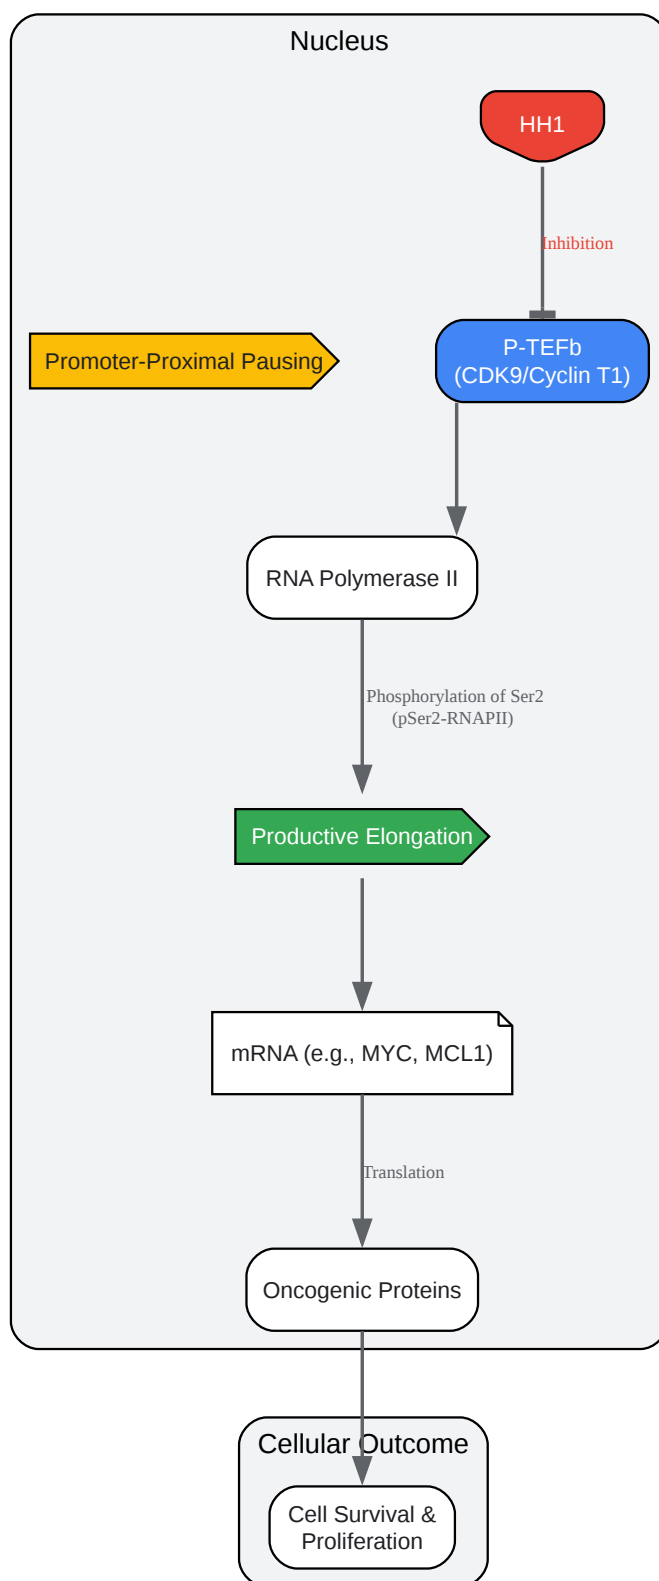 Nucleus
HH1
Inhibition
Promoter-Proximal Pausing
P-TEFb
(CDK9/Cyclin T1)
RNA Polymerase II
Phosphorylation of Ser2
(pSer2-RNAPII)
Productive Elongation
mRNA (e.g., MYC, MCL1)
Translation
Oncogenic Proteins
Cellular Outcome
Cell Survival &
Proliferation